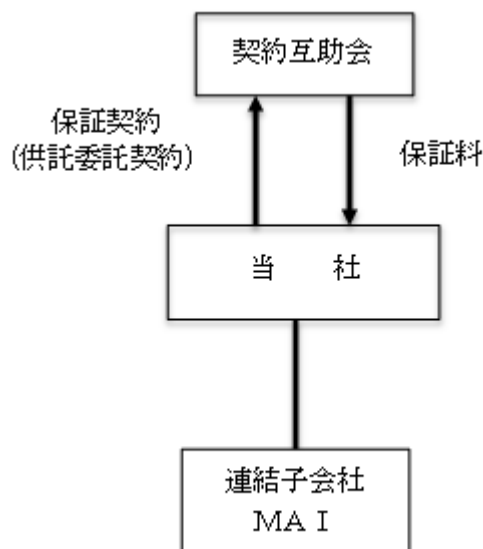 契約互助会
保証契約
(供託委託契約)
保証料
当　　社
連結子会社
ＭＡＩ